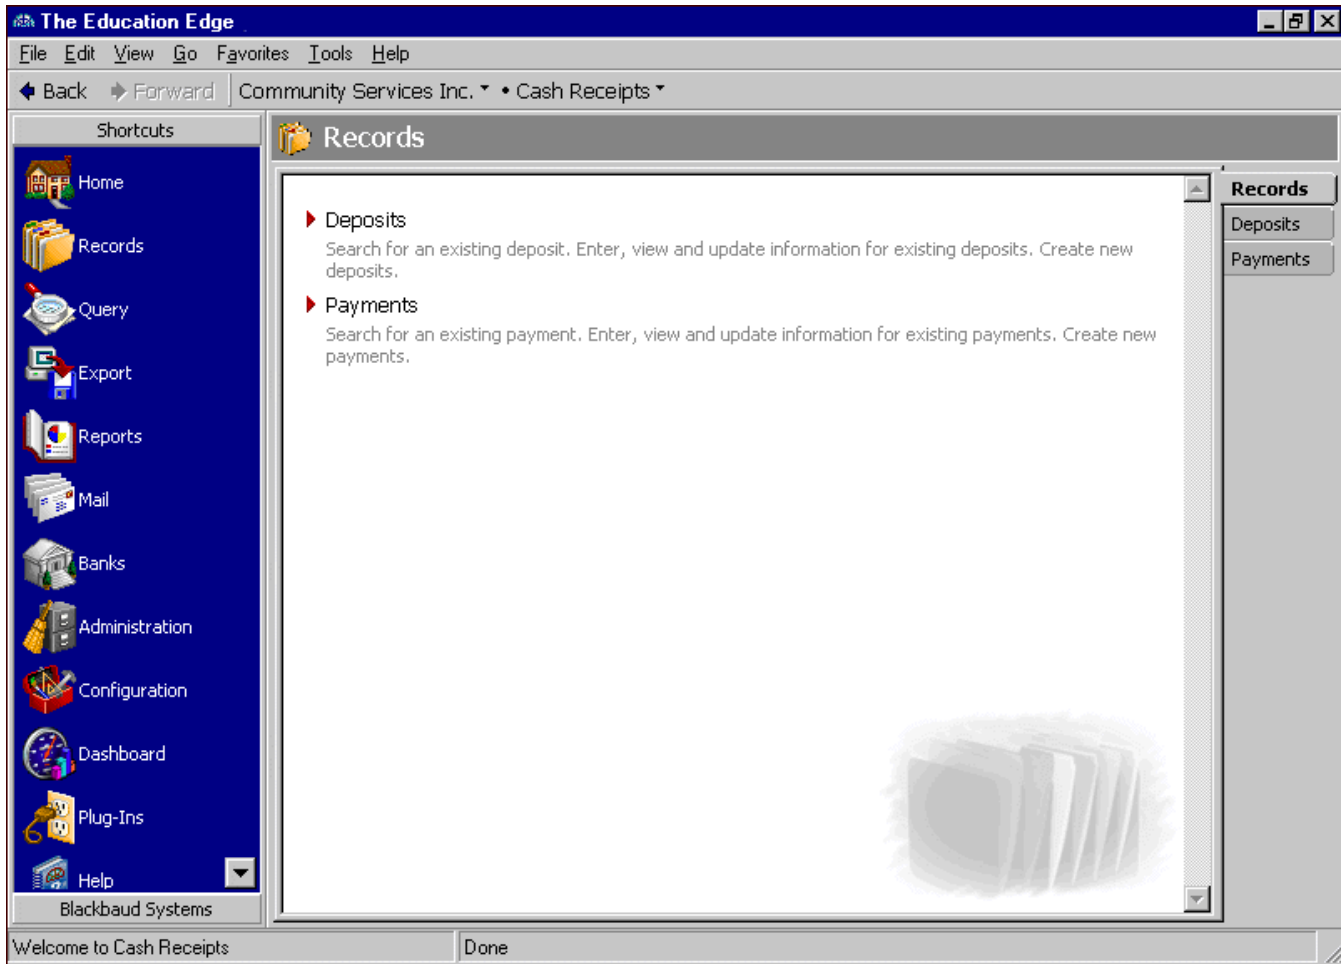 The Education Edge
File Edit View Go Favorites Tools Help
Back Forward Community Services Inc. • Cash Receipts
Shortcuts
Records
Home
Records
Query
Export
Reports
Mail
Banks
Administration
Configuration
Dashboard
Plug-Ins
Help
Blackbaud Systems
Deposits
Search for an existing deposit. Enter, view and update information for existing deposits. Create new
deposits.
Payments
Search for an existing payment. Enter, view and update information for existing payments. Create new
payments.
Records
Deposits
Payments
Welcome to Cash Receipts
Done